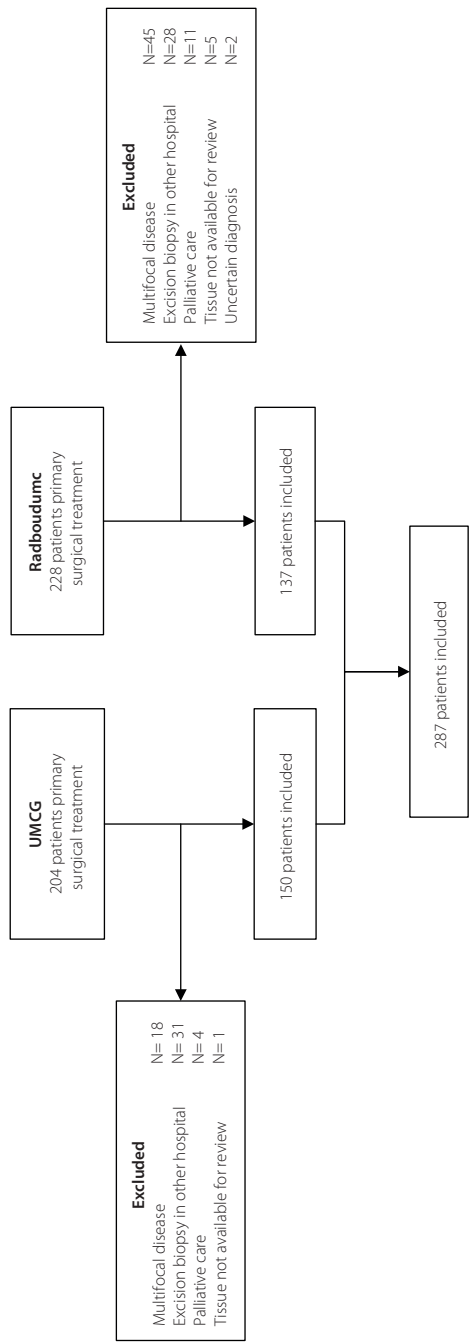 UMCG
204 patients primary
surgical treatment
Radboudumc
228 patients primary
surgical treatment
Excluded
Multifocal disease N= 18
Excision biopsy in other hospital N= 31
Palliative care N= 4
Tissue not available for review N= 1
Excluded
Multifocal disease N=45
Excision biopsy in other hospital N=28
Palliative care N=11
Tissue not available for review N=5
Uncertain diagnosis N=2
150 patients included
137 patients included
287 patients included